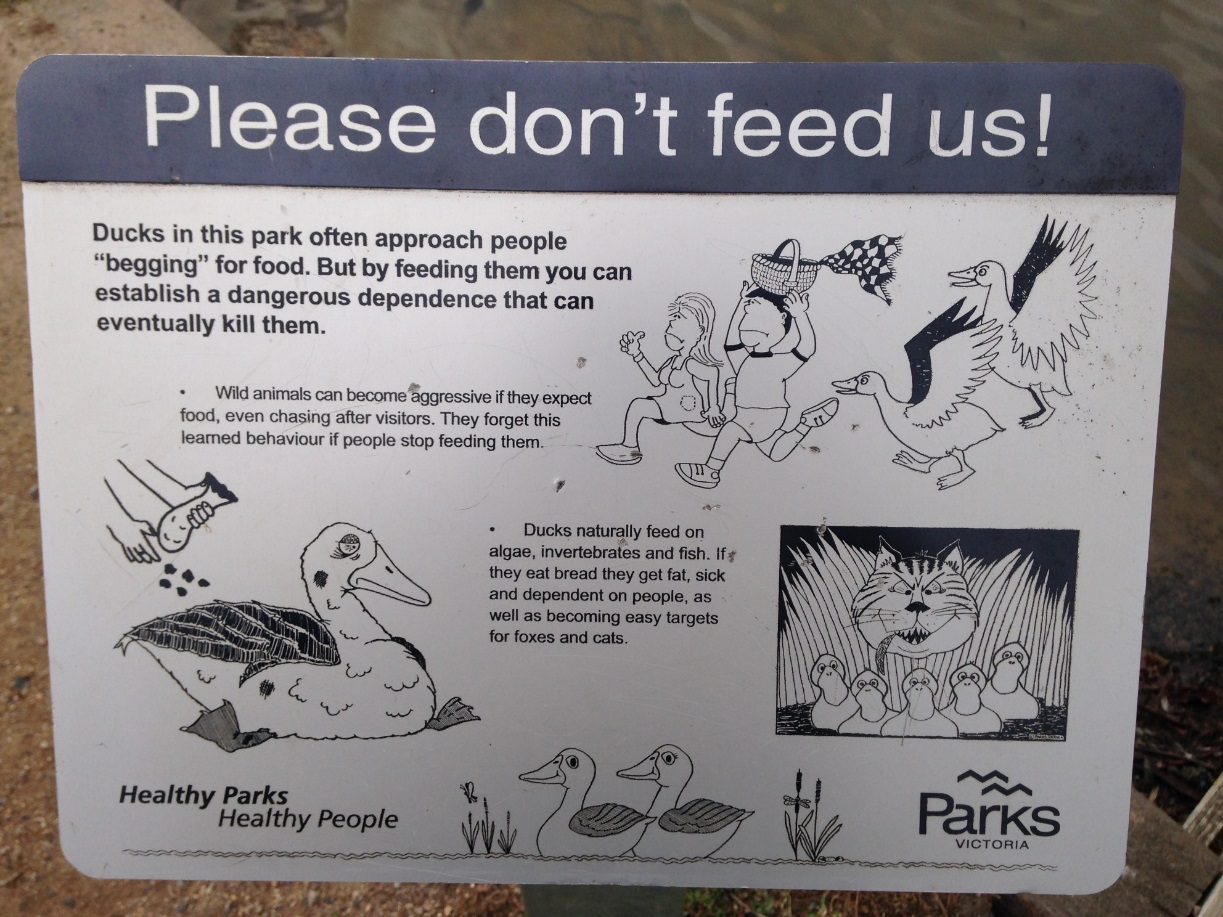 Please don't feed us!
Ducks in this park often approach people
“begging” for food. But by feeding them you can
establish a dangerous dependence that can
eventually kill them.
• Wild animals can become aggressive if they expect
food, even chasing after visitors. They forget this
learned behaviour if people stop feeding them.
• Ducks naturally feed on
algae, invertebrates and fish. If
they eat bread they get fat, sick
and dependent on people, as
well as becoming easy targets
for foxes and cats.
Healthy Parks
Healthy People
Parks
VICTORIA